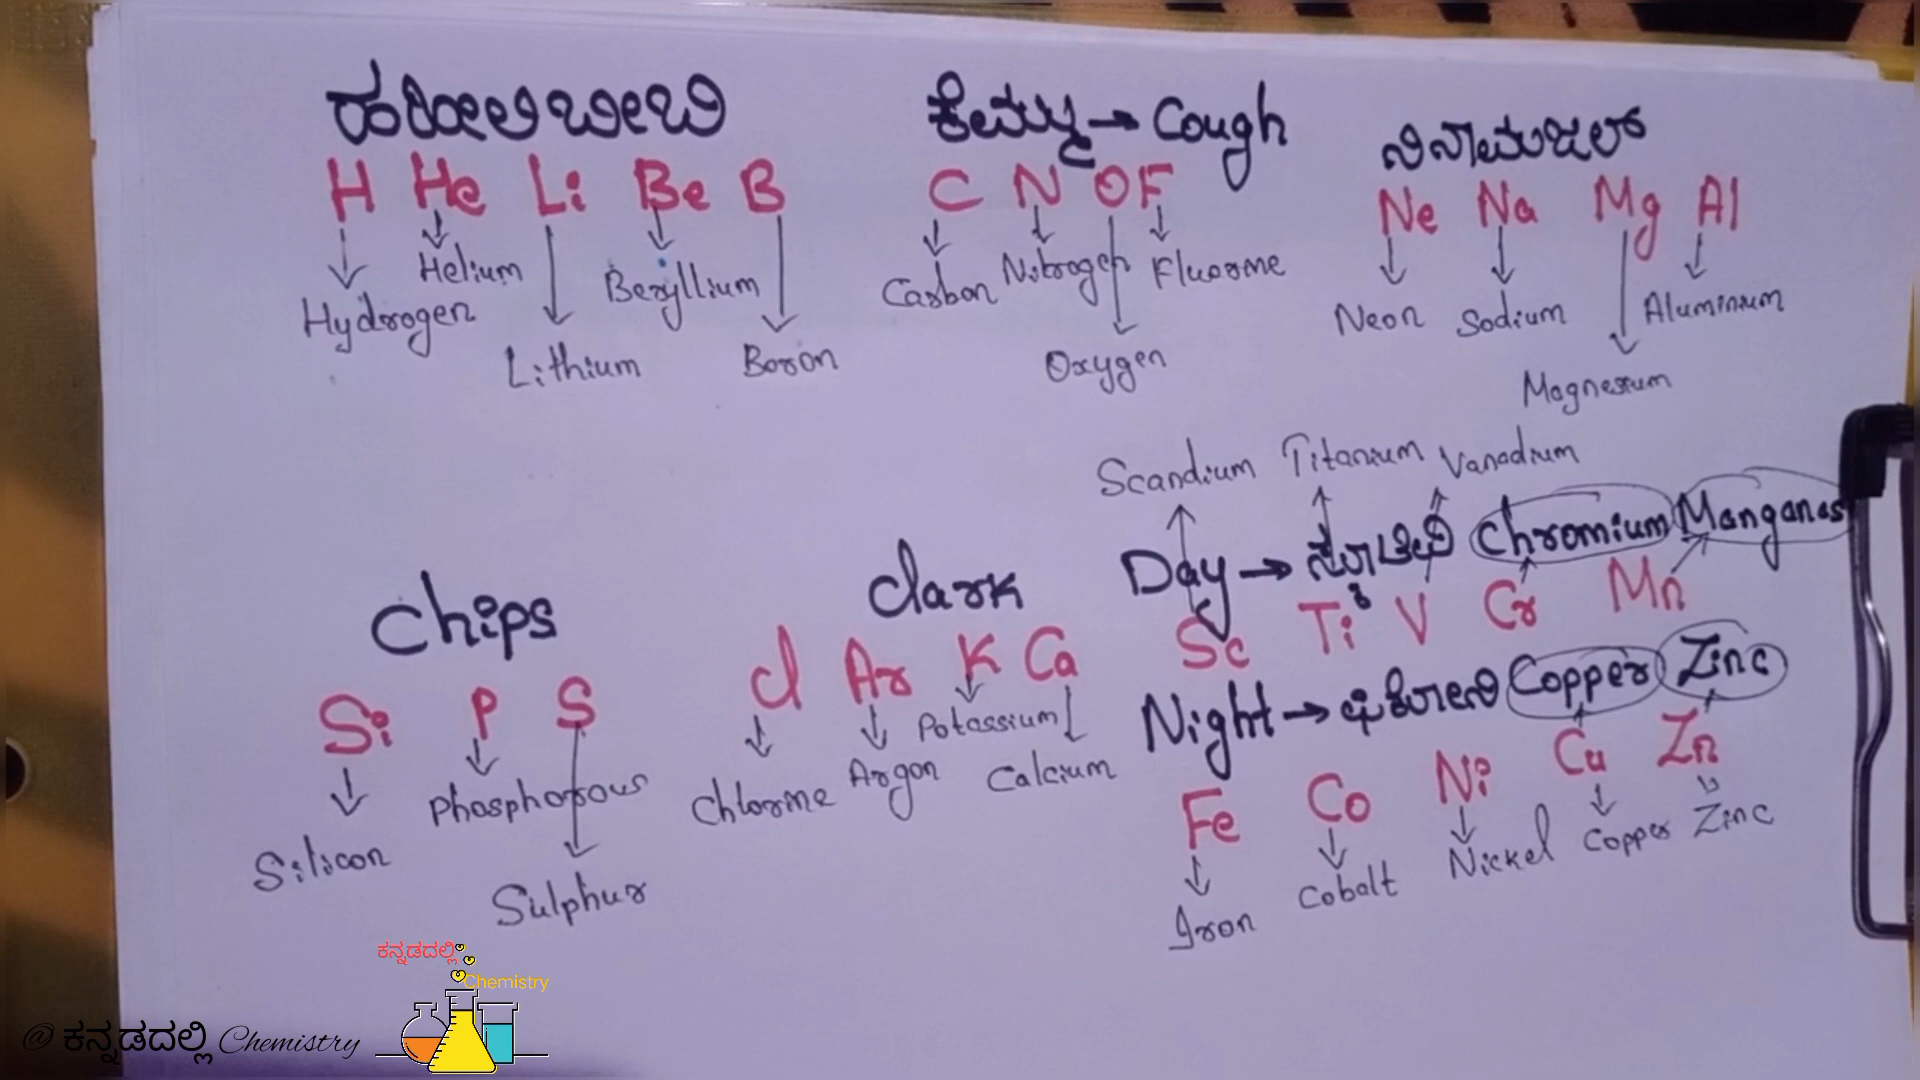 ಹಹೀಲಿಬೀಬಿ
H He Li Be B
Hydrogen
Helium
Lithium
Beryllium
Boron
ಕೆಮ್ಮು → Cough
C N O F
Carbon
Nitrogen
Oxygen
Fluorine
ನಿನಾಮಜಲ್
Ne Na Mg Al
Neon
Sodium
Magnesium
Aluminium
Chips
Si P S
Silicon
Phosphorous
Sulphur
Clark
Cl Ar K Ca
Chlorine
Argon
Potassium
Calcium
Scandium Titanium Vanadium
Day → Chromium Manganes
Sc Ti V Cr Mn
Night → ಫಿಕೋನಿ Copper Zinc
Fe Co Ni Cu Zn
Iron
Cobalt
Nickel
Copper
Zinc
ಕನ್ನಡದಲ್ಲಿ
Chemistry
@ ಕನ್ನಡದಲ್ಲಿ Chemistry